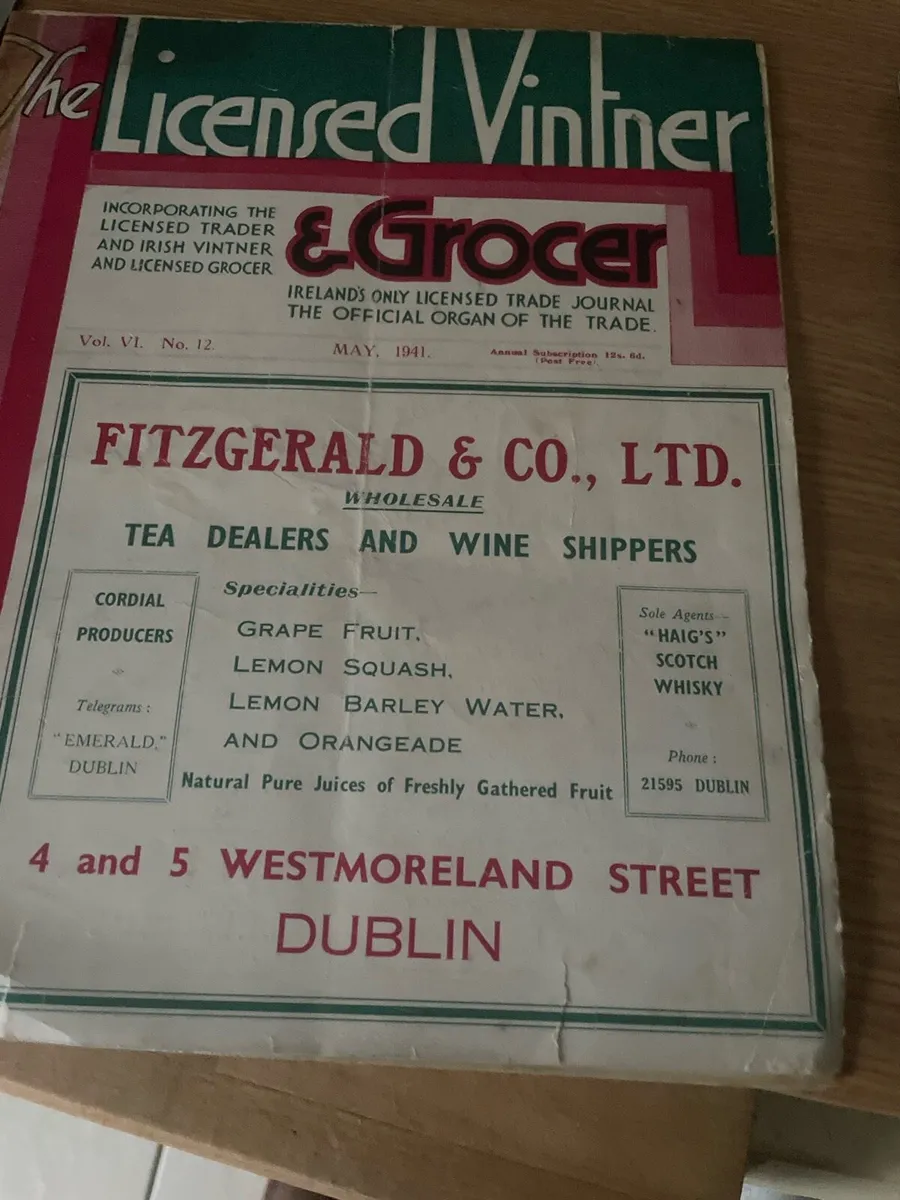 The Licensed Vintner
& Grocer
INCORPORATING THE
LICENSED TRADER
AND IRISH VINTNER
AND LICENSED GROCER
IRELAND'S ONLY LICENSED TRADE JOURNAL
THE OFFICIAL ORGAN OF THE TRADE.
Vol. VI. No. 12. MAY, 1941. Annual Subscription 12s. 6d.
(Post Free)
FITZGERALD & CO., LTD.
WHOLESALE
TEA DEALERS AND WINE SHIPPERS
CORDIAL
PRODUCERS
Telegrams :
"EMERALD,"
DUBLIN
Specialities—
GRAPE FRUIT,
LEMON SQUASH,
LEMON BARLEY WATER,
AND ORANGEADE
Natural Pure Juices of Freshly Gathered Fruit
Sole Agents—
"HAIG'S"
SCOTCH
WHISKY
Phone :
21595 DUBLIN
4 and 5 WESTMORELAND STREET
DUBLIN